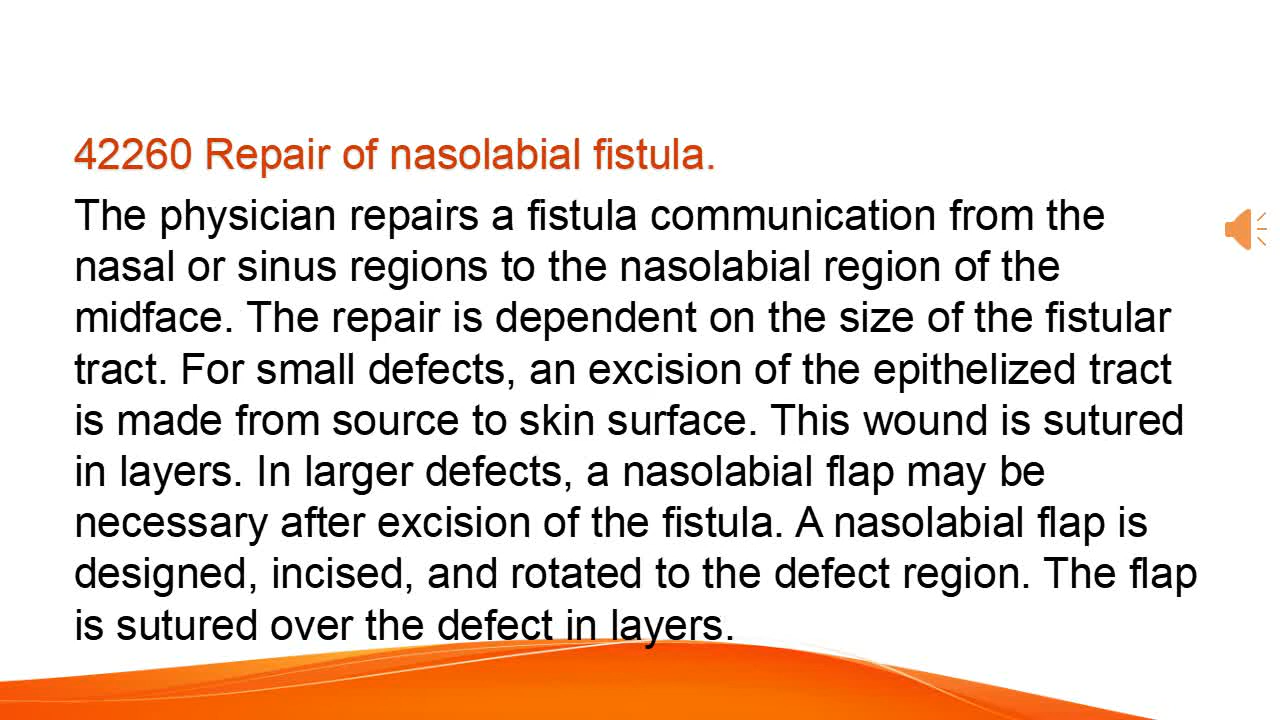 42260 Repair of nasolabial fistula.
The physician repairs a fistula communication from the
nasal or sinus regions to the nasolabial region of the
midface. The repair is dependent on the size of the fistular
tract. For small defects, an excision of the epithelized tract
is made from source to skin surface. This wound is sutured
in layers. In larger defects, a nasolabial flap may be
necessary after excision of the fistula. A nasolabial flap is
designed, incised, and rotated to the defect region. The flap
is sutured over the defect in layers.